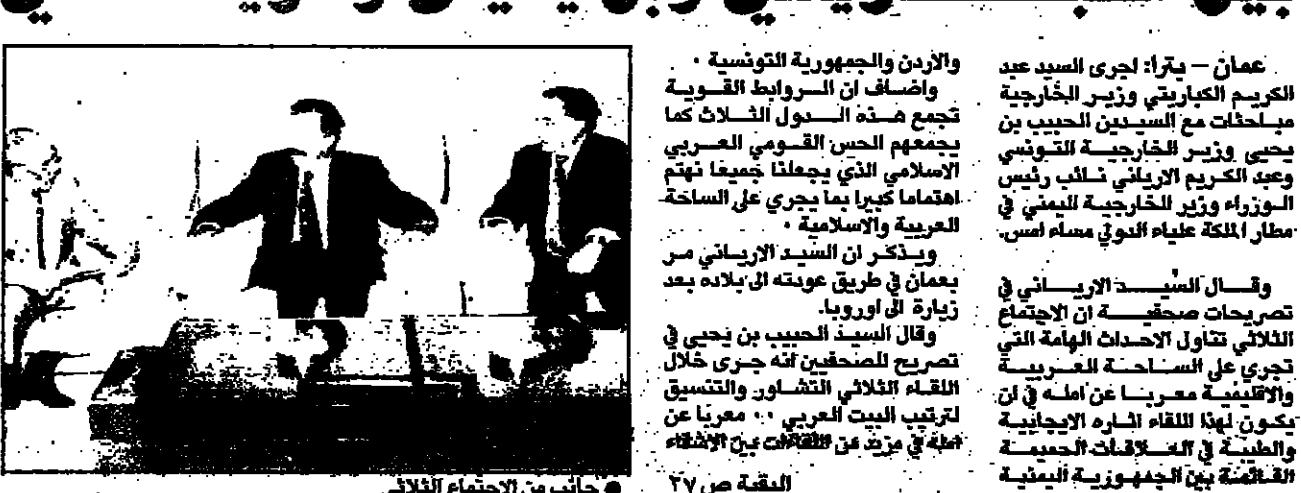 عمان – بترا: اجرى السيد عبد
الكريم الكباريتي وزير الخارجية
مباحثات مع السيدين الحبيب بن
يحيى وزير الخارجية التونسي
وعبد الكريم الارياني نائب رئيس
الوزراء وزير الخارجية اليمني في
مطار الملكة علياء الدولي مساء امس.
وقال السيد الارياني في
تصريحات صحفية ان الاجتماع
الثلاثي تناول الاحداث الهامة التي
تجري على الساحة العربية
والاقليمية معربا عن امله في ان
يكون لهذا اللقاء اثاره الايجابية
والطيبة في العلاقات الحميمة
القائمة بين الجمهورية اليمنية
والاردن والجمهورية التونسية ·
واضاف ان الروابط القوية
تجمع هذه الدول الثلاث كما
يجمعهم الحس القومي العربي
الاسلامي الذي يجعلنا جميعا نهتم
اهتماما كبيرا بما يجري على الساحة
العربية والاسلامية ·
ويذكر ان السيد الارياني مر
بعمان في طريق عودته الى بلاده بعد
زيارة الى اوروبا.
وقال السيد الحبيب بن يحيى في
تصريح للصحفيين انه جرى خلال
اللقاء الثلاثي التشاور والتنسيق
لترتيب البيت العربي ·· معربا عن
امله في مزيد من اللقاءات بين الاشقاء
البقية ص ٢٧
● جانب من الاجتماع الثلاثي